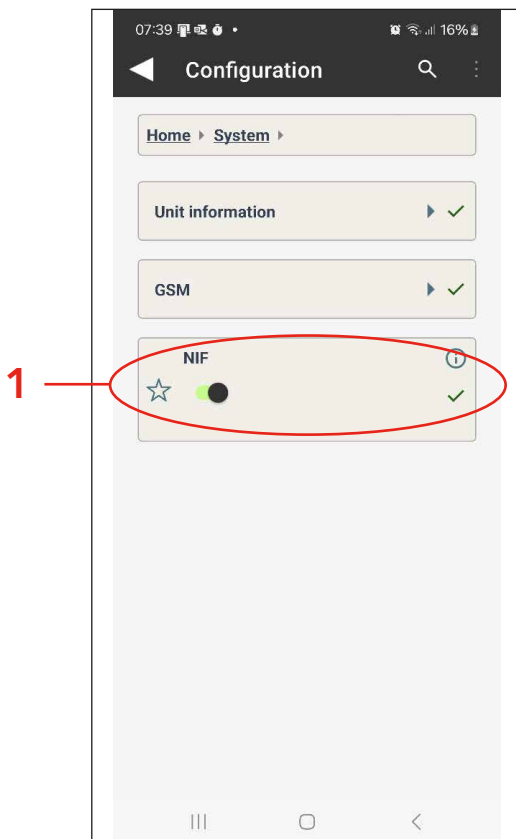 07:39 16%
Configuration
Home System
Unit information
GSM
NIF
1